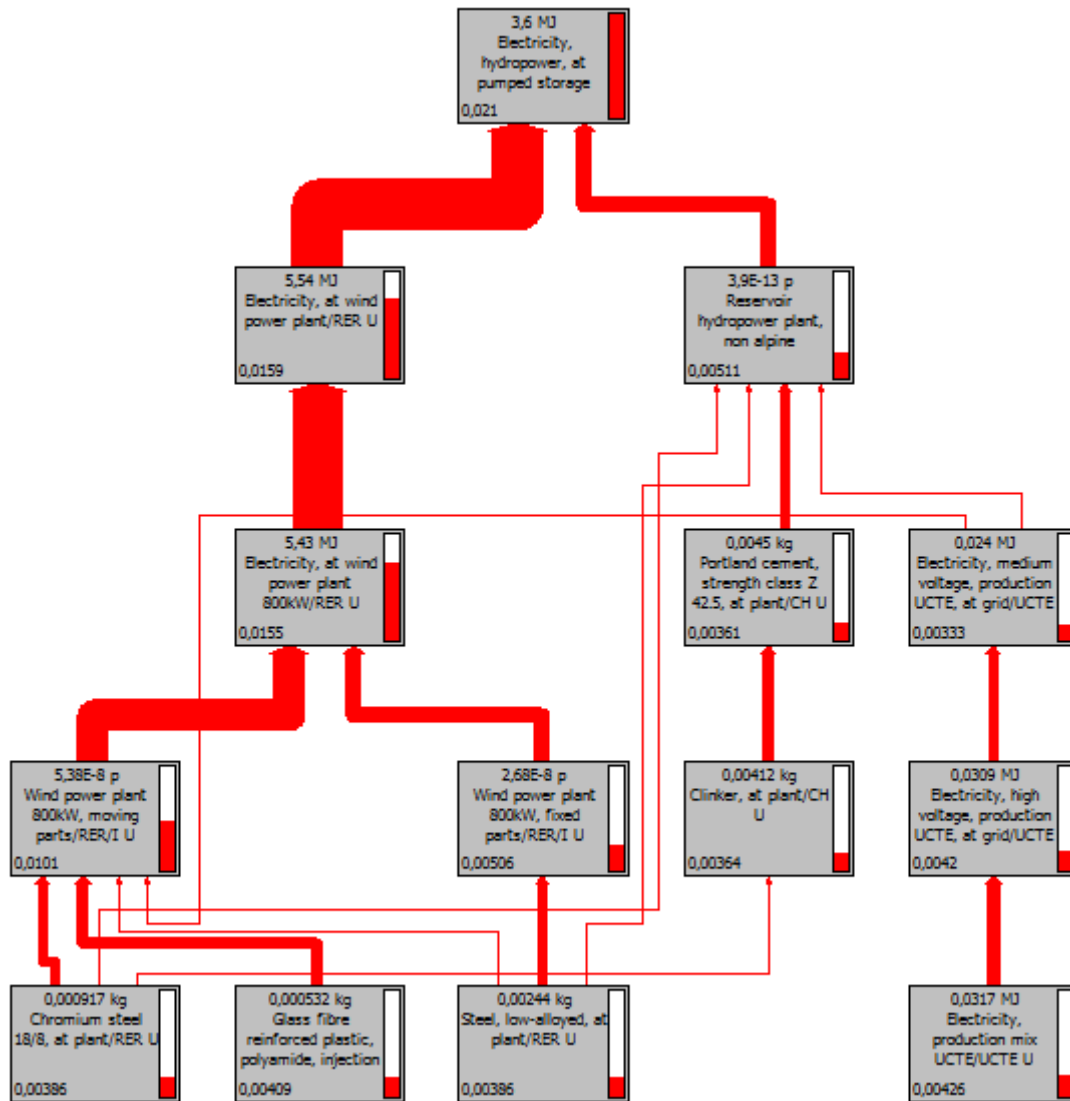 3,6 MJ
Electricity,
hydropower, at
pumped storage
0,021
5,54 MJ
Electricity, at wind
power plant/RER U
0,0159
3,9E-13 p
Reservoir
hydropower plant,
non alpine
0,00511
5,43 MJ
Electricity, at wind
power plant
800kW/RER U
0,0155
0,0045 kg
Portland cement,
strength class Z
42.5, at plant/CH U
0,00361
0,024 MJ
Electricity, medium
voltage, production
UCTE, at grid/UCTE
0,00333
5,38E-8 p
Wind power plant
800kW, moving
parts/RER/I U
0,0101
2,68E-8 p
Wind power plant
800kW, fixed
parts/RER/I U
0,00506
0,00412 kg
Clinker, at plant/CH
U
0,00364
0,0309 MJ
Electricity, high
voltage, production
UCTE, at grid/UCTE
0,0042
0,000917 kg
Chromium steel
18/8, at plant/RER U
0,00386
0,000532 kg
Glass fibre
reinforced plastic,
polyamide, injection
0,00409
0,00244 kg
Steel, low-alloyed, at
plant/RER U
0,00386
0,0317 MJ
Electricity,
production mix
UCTE/UCTE U
0,00426